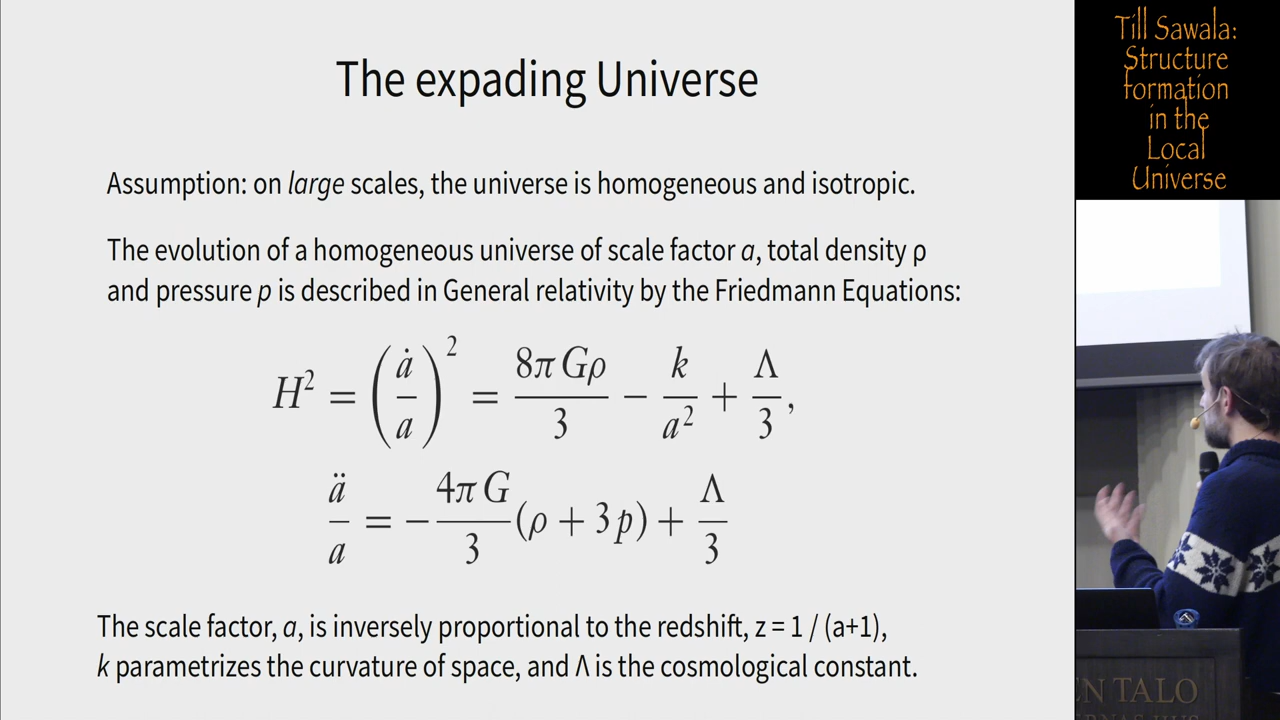 The expading Universe
Assumption: on large scales, the universe is homogeneous and isotropic.
The evolution of a homogeneous universe of scale factor a, total density ρ
and pressure p is described in General relativity by the Friedmann Equations:
H² = (ȧ/a)² = 8πGρ/3 − k/a² + Λ/3,
ä/a = −4πG/3 (ρ + 3p) + Λ/3
The scale factor, a, is inversely proportional to the redshift, z = 1 / (a+1),
k parametrizes the curvature of space, and Λ is the cosmological constant.
Till Sawala:
Structure
formation
in the
Local
Universe
EN TALO